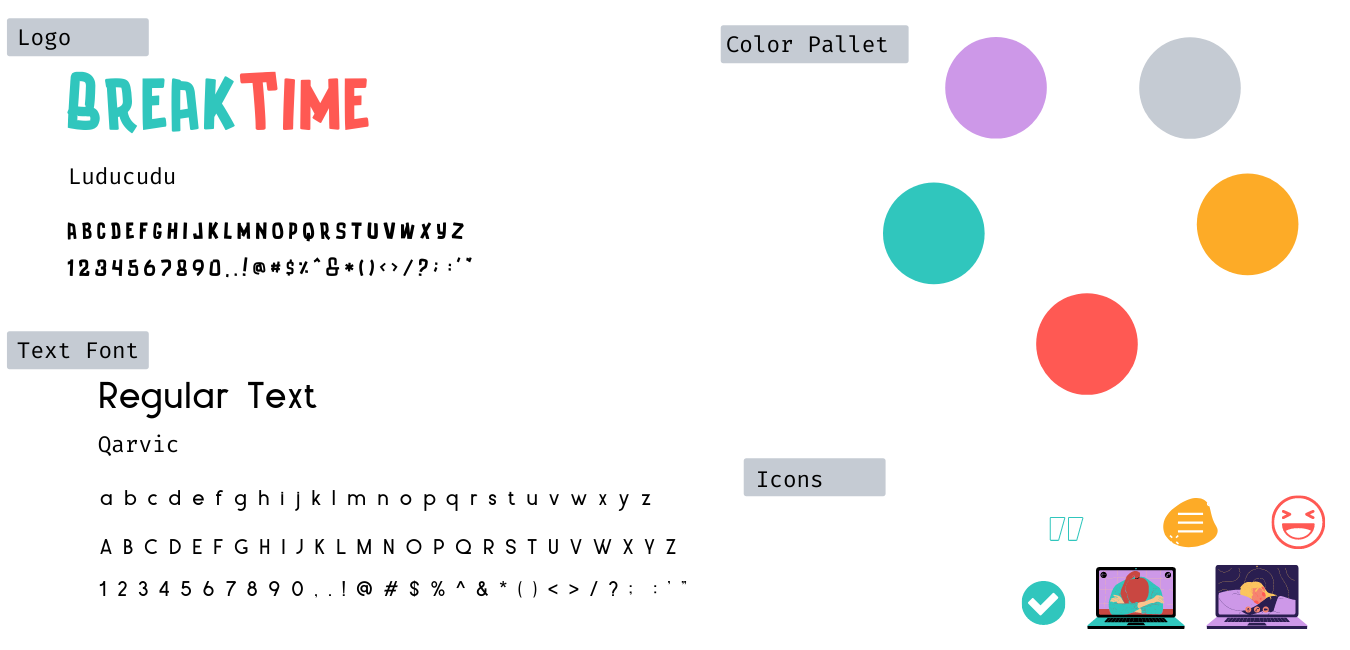 Logo
BREAKTIME
Luducudu
ABCDEFGHIJKLMNOPQRSTUVWXYZ
1234567890,.!@#$%^&*()<>/?; :'"
Text Font
Regular Text
Qarvic
a b c d e f g h i j k l m n o p q r s t u v w x y z
A B C D E F G H I J K L M N O P Q R S T U V W X Y Z
1 2 3 4 5 6 7 8 9 0 , . ! @ # $ % ^ & * ( ) < > / ? ; : ' "
Color Pallet
Icons